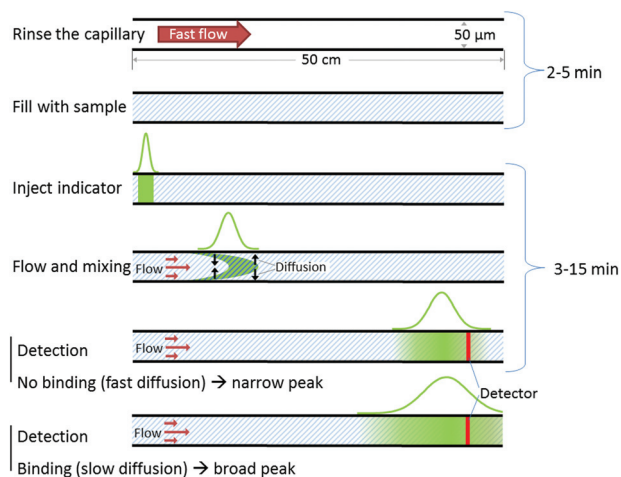 Rinse the capillary
Fast flow
50 µm
50 cm
2-5 min
Fill with sample
Inject indicator
Flow and mixing
Flow
Diffusion
3-15 min
Detection
Flow
No binding (fast diffusion) → narrow peak
Detector
Detection
Flow
Binding (slow diffusion) → broad peak